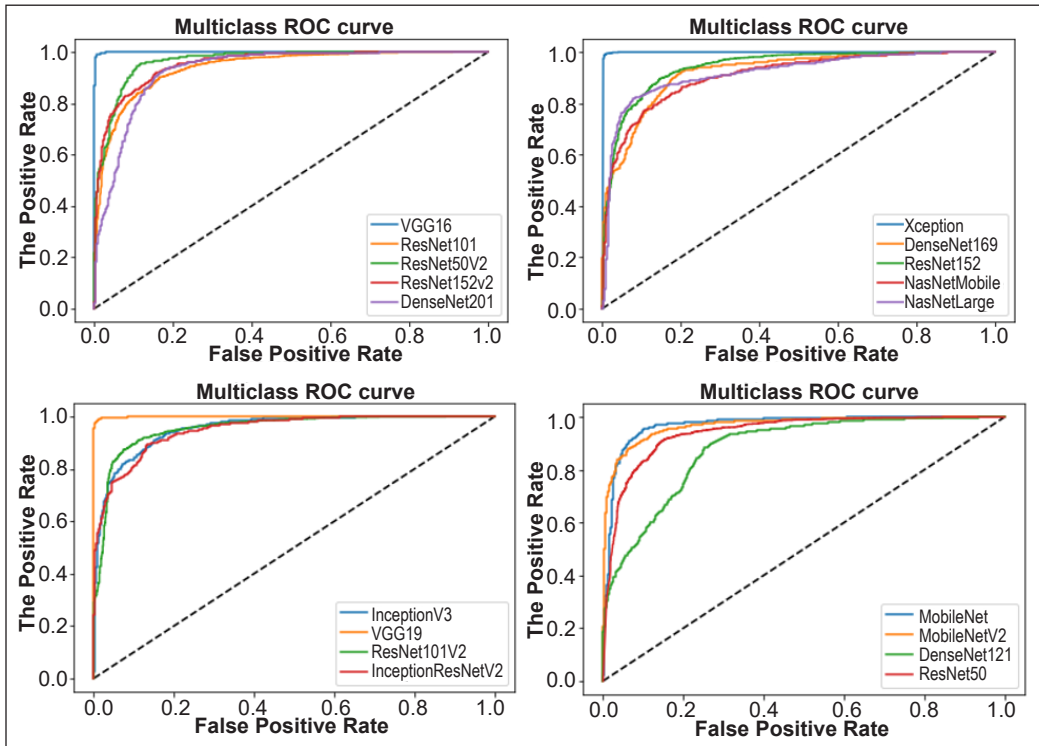 Multiclass ROC curve
The Positive Rate
1.0
0.8
0.6
0.4
0.2
0.0
VGG16
ResNet101
ResNet50V2
ResNet152v2
DenseNet201
0.0 0.2 0.4 0.6 0.8 1.0
False Positive Rate
Multiclass ROC curve
The Positive Rate
1.0
0.8
0.6
0.4
0.2
0.0
Xception
DenseNet169
ResNet152
NasNetMobile
NasNetLarge
0.0 0.2 0.4 0.6 0.8 1.0
False Positive Rate
Multiclass ROC curve
The Positive Rate
1.0
0.8
0.6
0.4
0.2
0.0
InceptionV3
VGG19
ResNet101V2
InceptionResNetV2
0.0 0.2 0.4 0.6 0.8 1.0
False Positive Rate
Multiclass ROC curve
The Positive Rate
1.0
0.8
0.6
0.4
0.2
0.0
MobileNet
MobileNetV2
DenseNet121
ResNet50
0.0 0.2 0.4 0.6 0.8 1.0
False Positive Rate